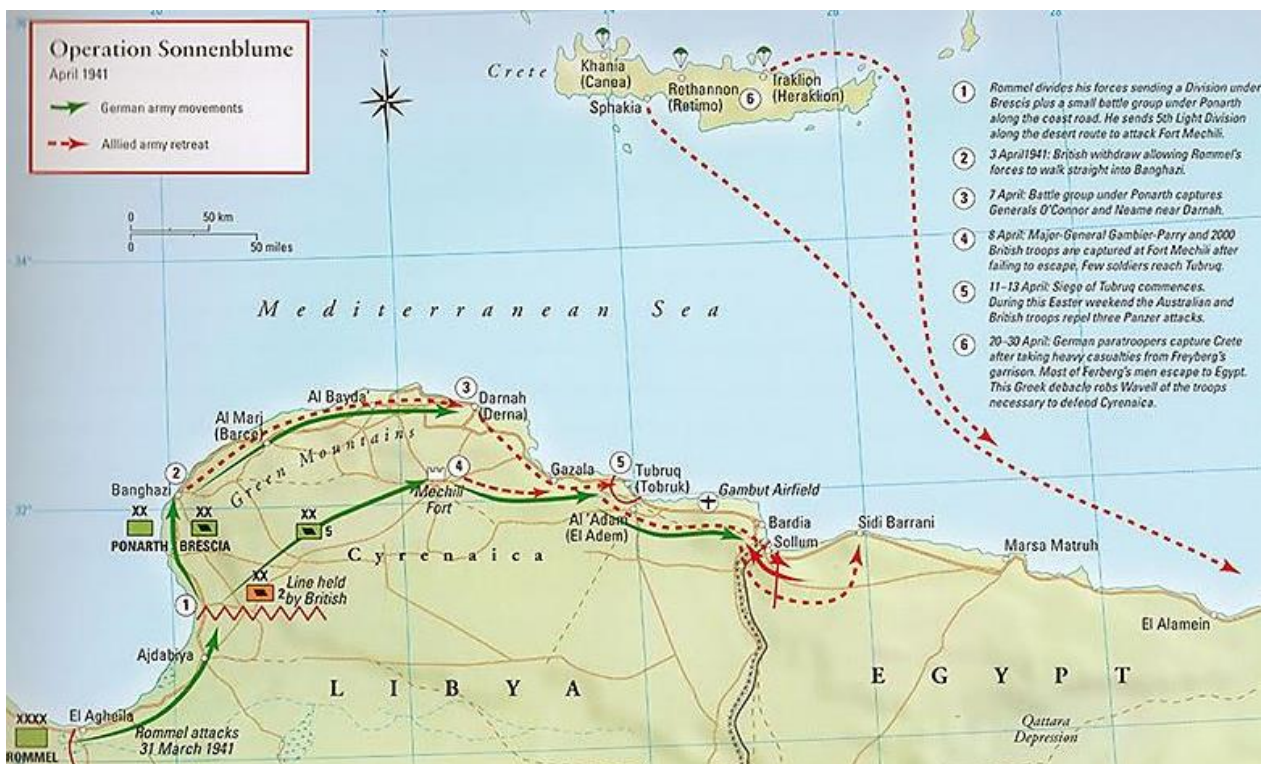 Operation Sonnenblume
April 1941
German army movements
Alllied army retreat
0 50 km
0 50 miles
20
26
28
34°
32°
Crete
Khania
(Canea)
Rethannon
(Retimo)
Iraklion
(Heraklion)
Sphakia
6
1 Rommel divides his forces sending a Division under
Brescis plus a small battle group under Ponarth
along the coast road. He sends 5th Light Division
along the desert route to attack Fort Mechili.
2 3 April1941: British withdraw allowing Rommel's
forces to walk straight into Banghazi.
3 7 April: Battle group under Ponarth captures
Generals O'Connor and Neame near Darnah.
4 8 April: Major-General Gambier-Parry and 2000
British troops are captured at Fort Mechili after
failing to escape. Few soldiers reach Tubruq.
5 11–13 April: Siege of Tubruq commences.
During this Easter weekend the Australian and
British troops repel three Panzer attacks.
6 20–30 April: German paratroopers capture Crete
after taking heavy casualties from Freyberg's
garrison. Most of Ferberg's men escape to Egypt.
This Greek debacle robs Wavell of the troops
necessary to defend Cyrenaica.
Mediterranean Sea
3
Al Bayda'
Darnah
(Derna)
Al Marj
(Barce)
Green Mountains
2
Banghazi
4
Mechili
Fort
Gazala
5
Tubruq
(Tobruk)
Gambut Airfield
Al 'Adam
(El Adem)
Bardia
Sollum
Sidi Barrani
Marsa Matruh
El Alamein
XX
PONARTH
XX
BRESCIA
XX
5
Cyrenaica
XX
2
Line held
by British
1
Ajdabiya
LIBYA
EGYPT
Qattara
Depression
El Agheila
XXXX
ROMMEL
Rommel attacks
31 March 1941